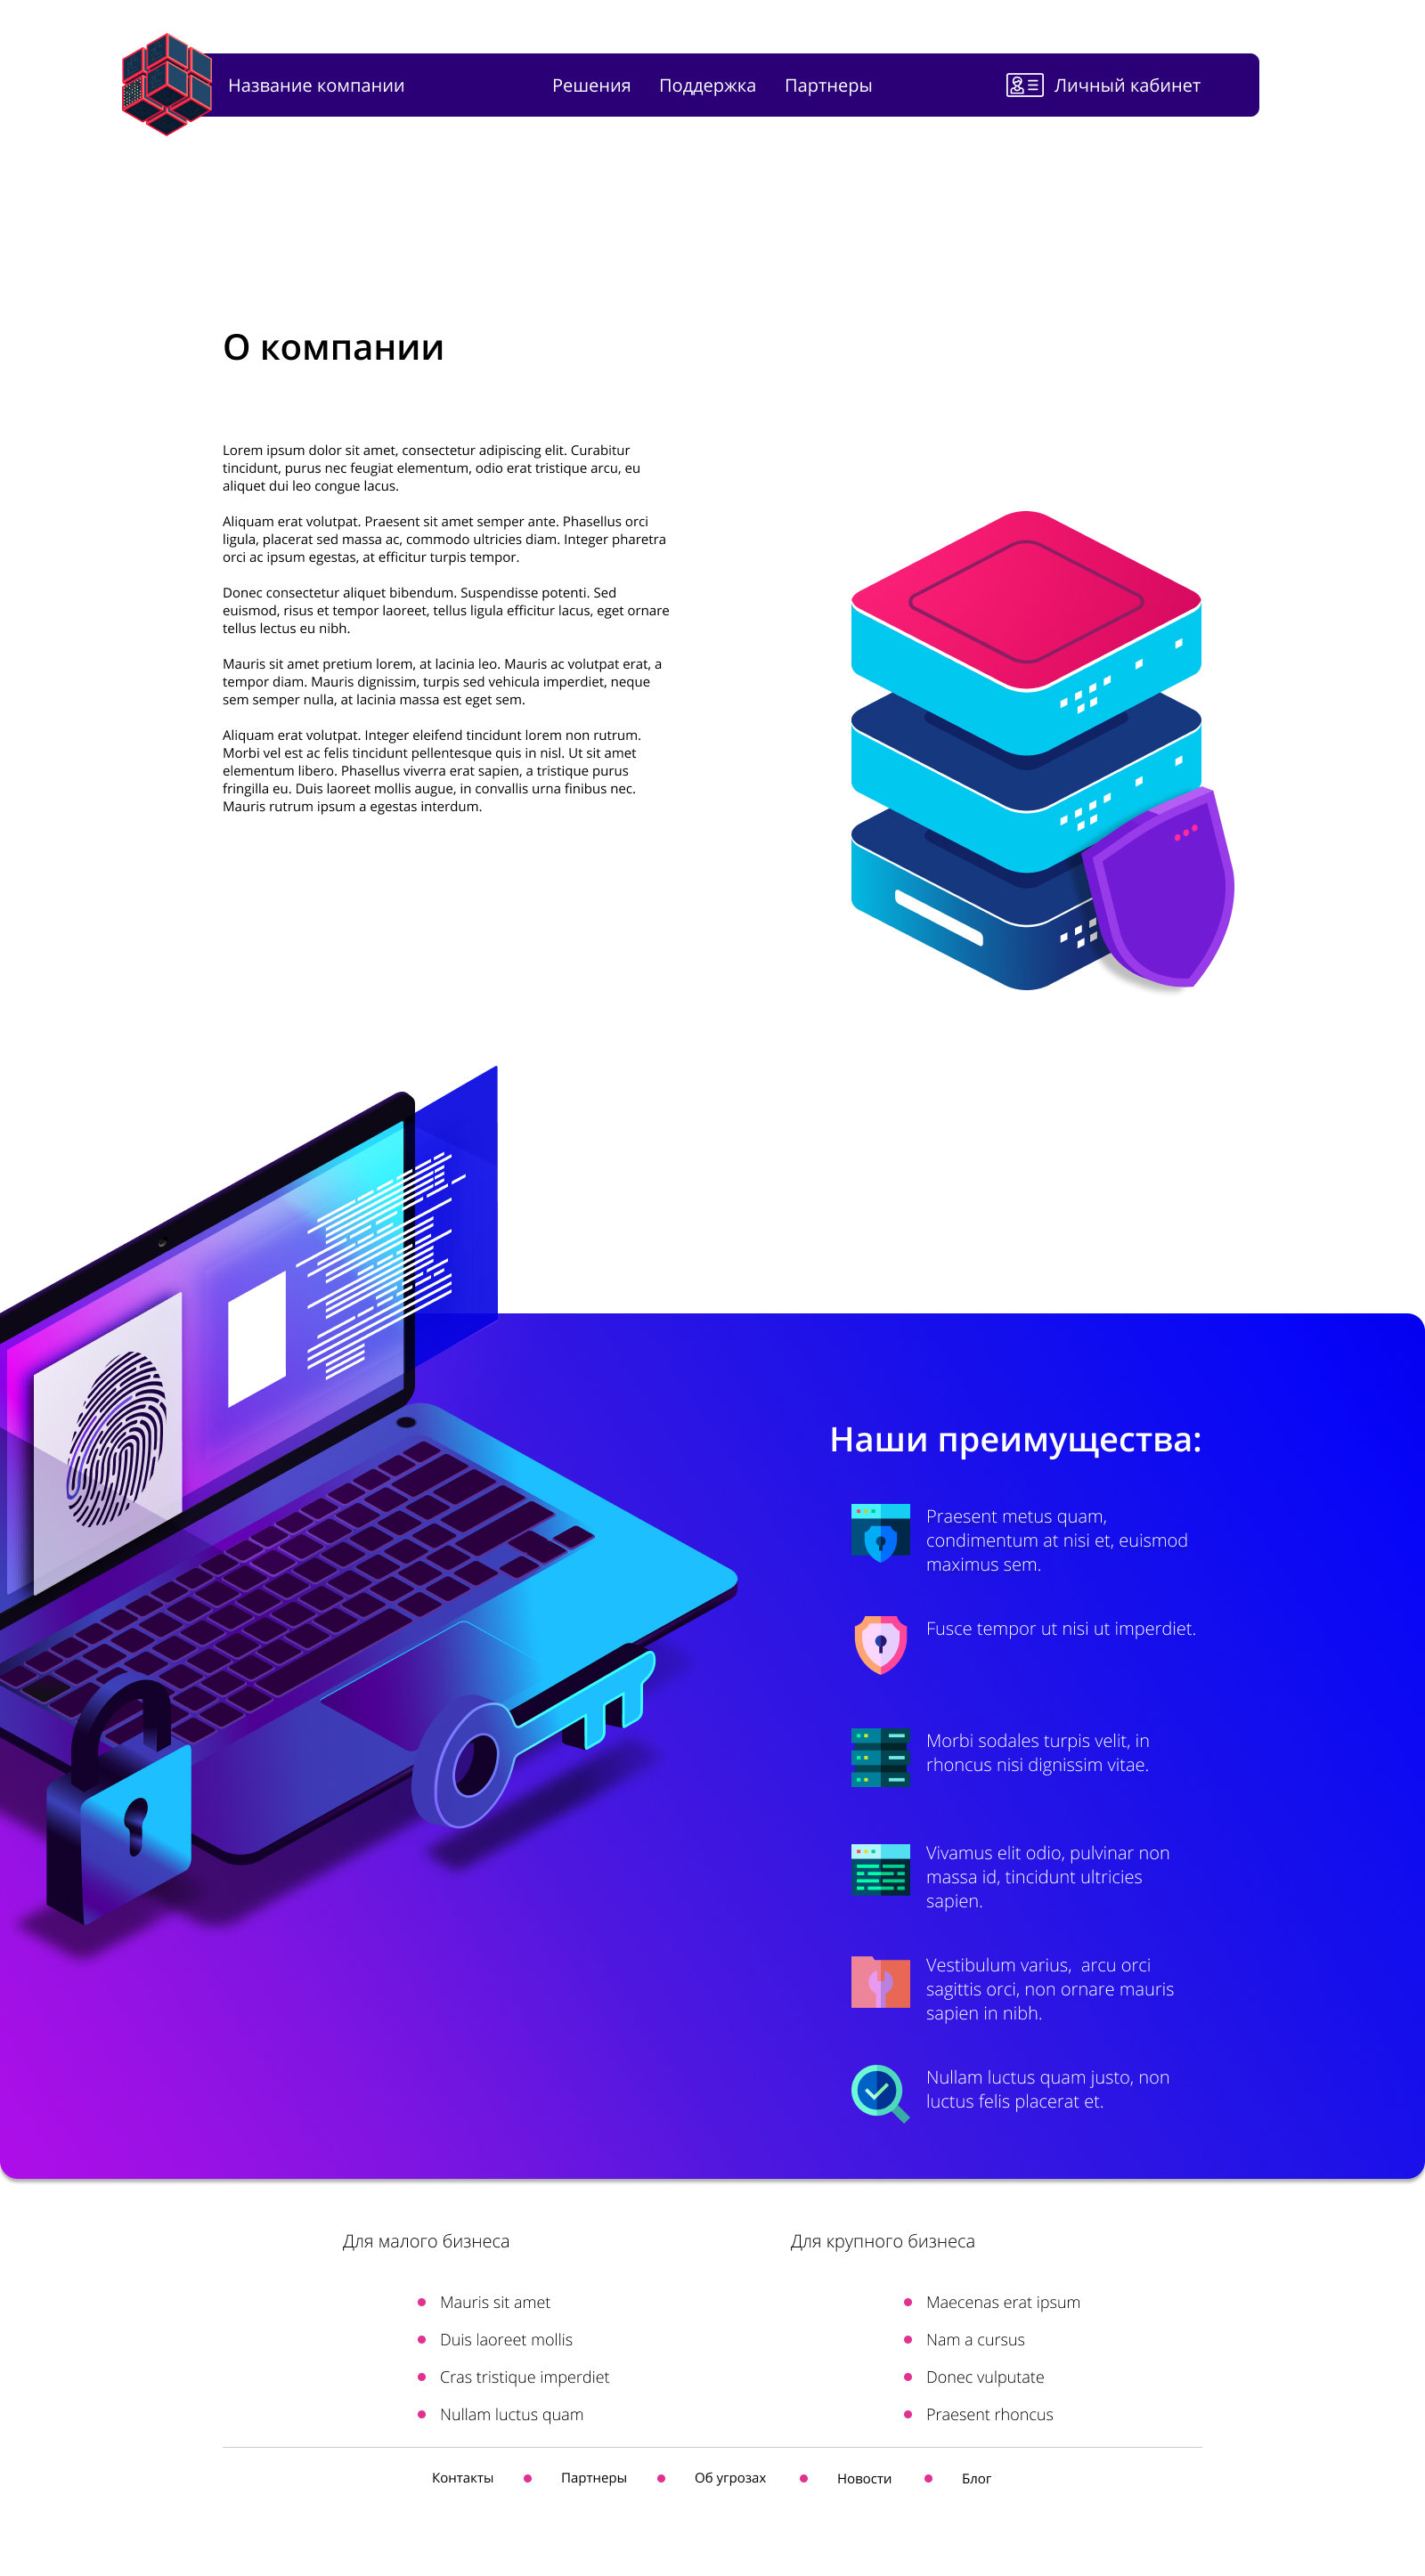 Название компании
Решения
Поддержка
Партнеры
Личный кабинет
О компании
Lorem ipsum dolor sit amet, consectetur adipiscing elit. Curabitur
tincidunt, purus nec feugiat elementum, odio erat tristique arcu, eu
aliquet dui leo congue lacus.
Aliquam erat volutpat. Praesent sit amet semper ante. Phasellus orci
ligula, placerat sed massa ac, commodo ultricies diam. Integer pharetra
orci ac ipsum egestas, at efficitur turpis tempor.
Donec consectetur aliquet bibendum. Suspendisse potenti. Sed
euismod, risus et tempor laoreet, tellus ligula efficitur lacus, eget ornare
tellus lectus eu nibh.
Mauris sit amet pretium lorem, at lacinia leo. Mauris ac volutpat erat, a
tempor diam. Mauris dignissim, turpis sed vehicula imperdiet, neque
sem semper nulla, at lacinia massa est eget sem.
Aliquam erat volutpat. Integer eleifend tincidunt lorem non rutrum.
Morbi vel est ac felis tincidunt pellentesque quis in nisl. Ut sit amet
elementum libero. Phasellus viverra erat sapien, a tristique purus
fringilla eu. Duis laoreet mollis augue, in convallis urna finibus nec.
Mauris rutrum ipsum a egestas interdum.
Наши преимущества:
Praesent metus quam,
condimentum at nisi et, euismod
maximus sem.
Fusce tempor ut nisi ut imperdiet.
Morbi sodales turpis velit, in
rhoncus nisi dignissim vitae.
Vivamus elit odio, pulvinar non
massa id, tincidunt ultricies
sapien.
Vestibulum varius, arcu orci
sagittis orci, non ornare mauris
sapien in nibh.
Nullam luctus quam justo, non
luctus felis placerat et.
Для малого бизнеса
Mauris sit amet
Duis laoreet mollis
Cras tristique imperdiet
Nullam luctus quam
Для крупного бизнеса
Maecenas erat ipsum
Nam a cursus
Donec vulputate
Praesent rhoncus
Контакты
Партнеры
Об угрозах
Новости
Блог